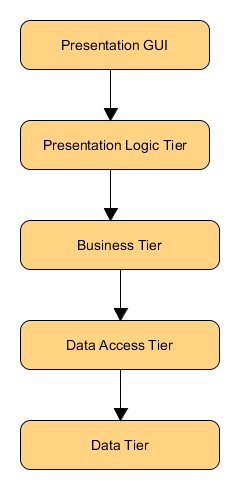 Presentation GUI
Presentation Logic Tier
Business Tier
Data Access Tier
Data Tier